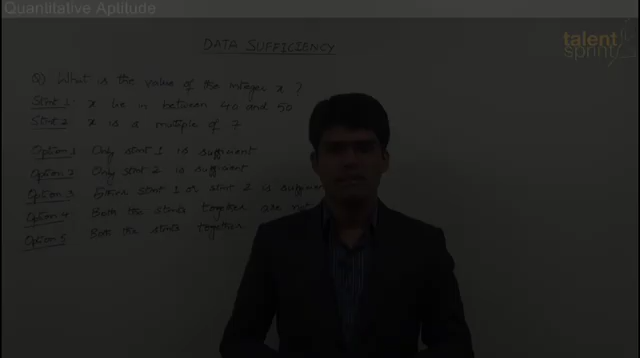 Quantitative Aptitude
talent
sprint
DATA SUFFICIENCY
Q) What is the value of the integer x ?
Stmt 1 x lie in between 40 and 50
Stmt 2 x is a multiple of 7
Option 1 Only stmt 1 is sufficient
Option 2 Only stmt 2 is sufficient
Option 3 Either stmt 1 or stmt 2 is
Option 4 Both the stmts together are
Option 5 Both the stmts together